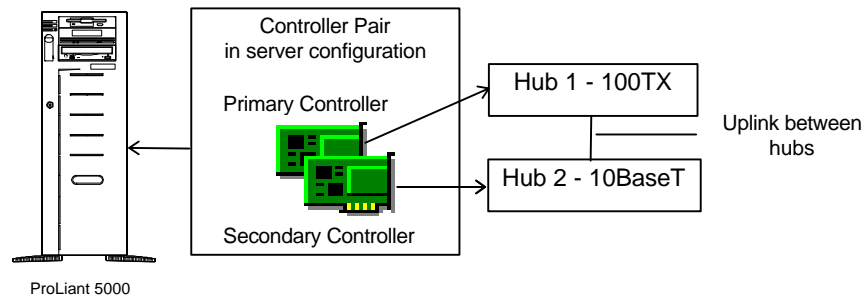 Controller Pair
in server configuration
Primary Controller
Secondary Controller
Hub 1 - 100TX
Hub 2 - 10BaseT
Uplink between
hubs
ProLiant 5000